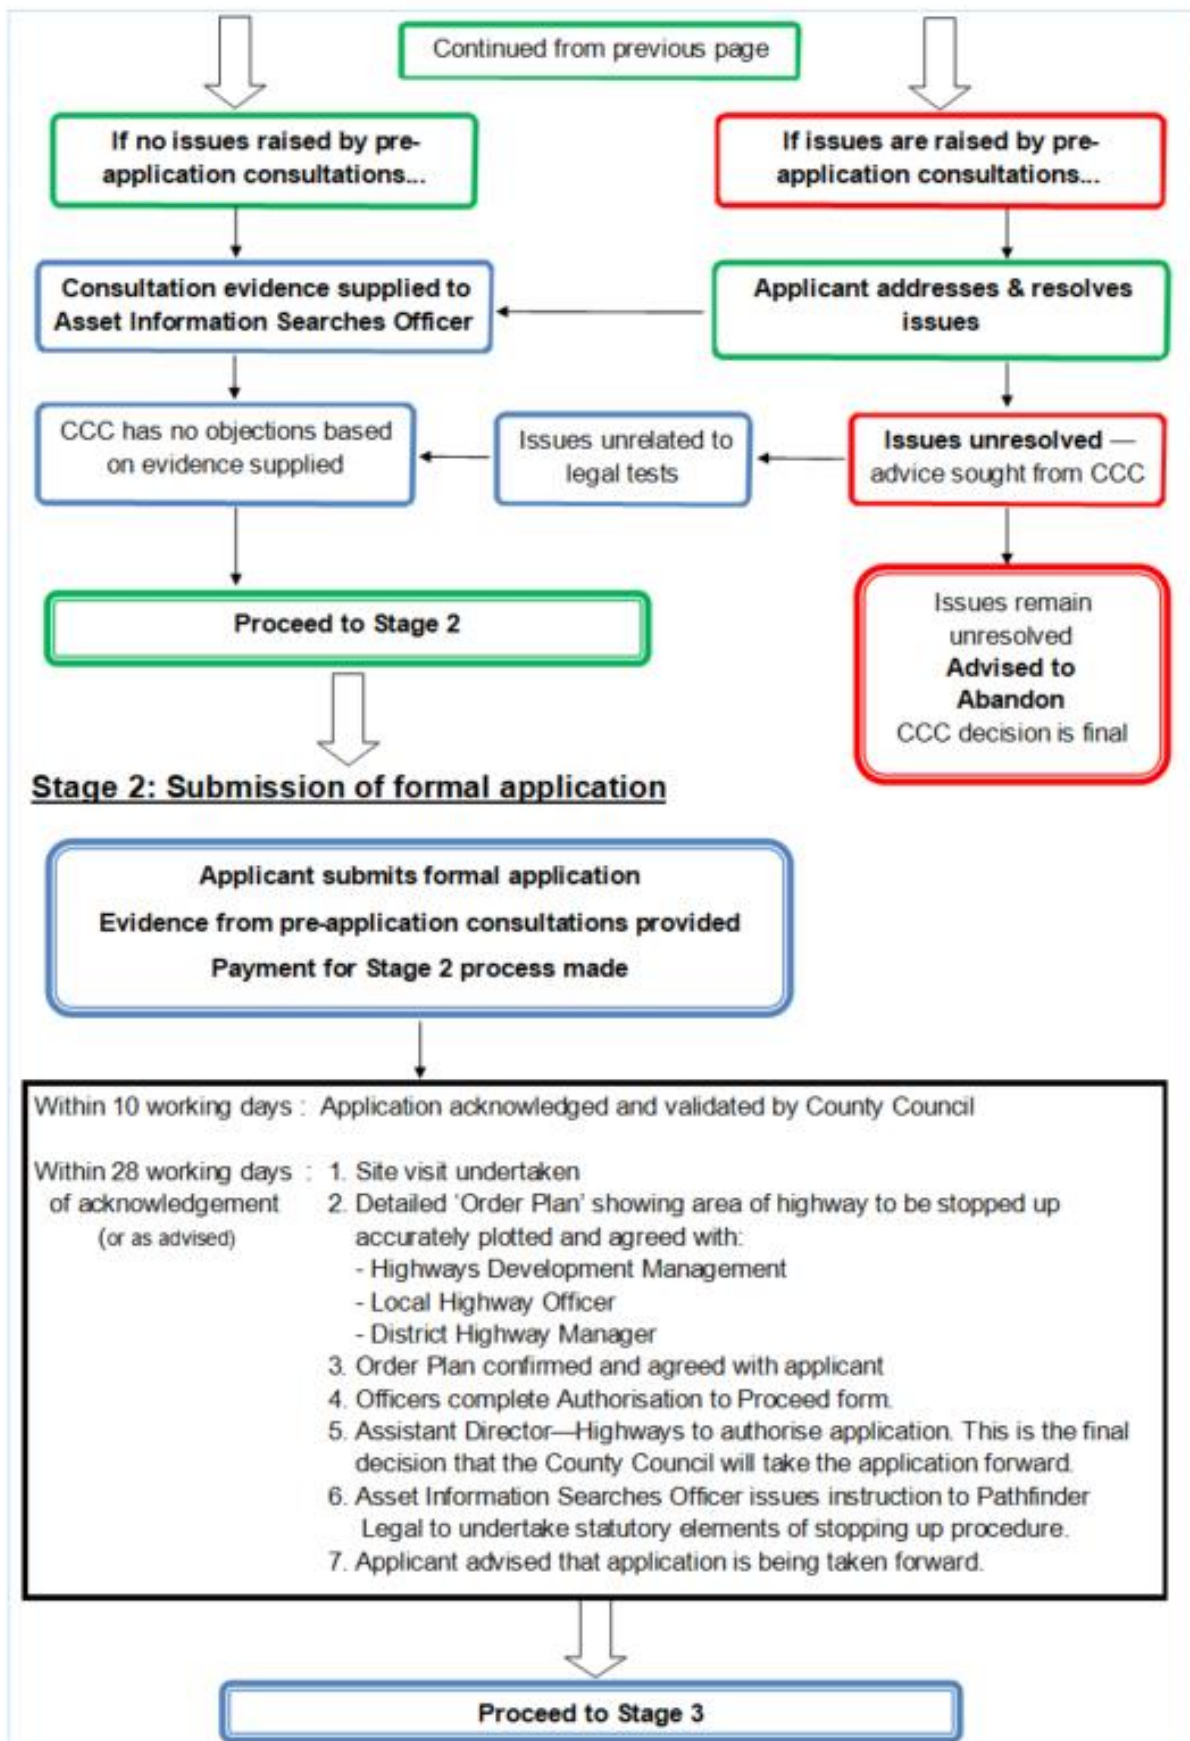 Continued from previous page
If no issues raised by pre-
application consultations...
If issues are raised by pre-
application consultations...
Consultation evidence supplied to
Asset Information Searches Officer
Applicant addresses & resolves
issues
CCC has no objections based
on evidence supplied
Issues unrelated to
legal tests
Issues unresolved —
advice sought from CCC
Proceed to Stage 2
Issues remain
unresolved
Advised to
Abandon
CCC decision is final
Stage 2: Submission of formal application
Applicant submits formal application
Evidence from pre-application consultations provided
Payment for Stage 2 process made
Within 10 working days : Application acknowledged and validated by County Council
Within 28 working days : 1. Site visit undertaken
of acknowledgement 2. Detailed ‘Order Plan’ showing area of highway to be stopped up
(or as advised) accurately plotted and agreed with:
- Highways Development Management
- Local Highway Officer
- District Highway Manager
3. Order Plan confirmed and agreed with applicant
4. Officers complete Authorisation to Proceed form.
5. Assistant Director—Highways to authorise application. This is the final
decision that the County Council will take the application forward.
6. Asset Information Searches Officer issues instruction to Pathfinder
Legal to undertake statutory elements of stopping up procedure.
7. Applicant advised that application is being taken forward.
Proceed to Stage 3